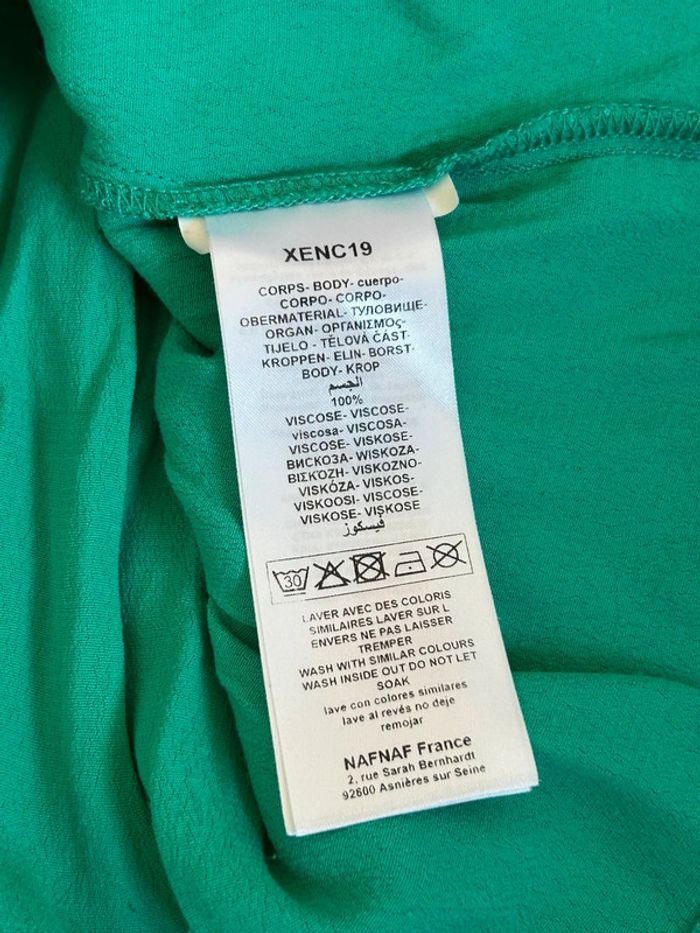 XENC19
CORPS- BODY- cuerpo-
CORPO- CORPO-
OBERMATERIAL- ТУЛОВИЩЕ-
ORGAN- ΟΡΓΑΝΙΣΜΟς-
TIJELO - TĚLOVÁ ČÁST-
KROPPEN- ELIN- BORST-
BODY- KROP
الجسم
100%
VISCOSE- VISCOSE-
viscosa- VISCOSA-
VISCOSE- VISKOSE-
ВИСКОЗА- WISKOZA-
ΒΙΣΚΌΖΗ- VISKOZNO-
VISKÓZA- VISKOS-
VISKOOSI- VISCOSE-
VISKOSE- VISKOSE
فيسكوز
30
LAVER AVEC DES COLORIS
SIMILAIRES LAVER SUR L
ENVERS NE PAS LAISSER
TREMPER
WASH WITH SIMILAR COLOURS
WASH INSIDE OUT DO NOT LET
SOAK
lave con colores similares
lave al revés no deje
remojar
NAFNAF France
2, rue Sarah Bernhardt
92600 Asnières sur Seine